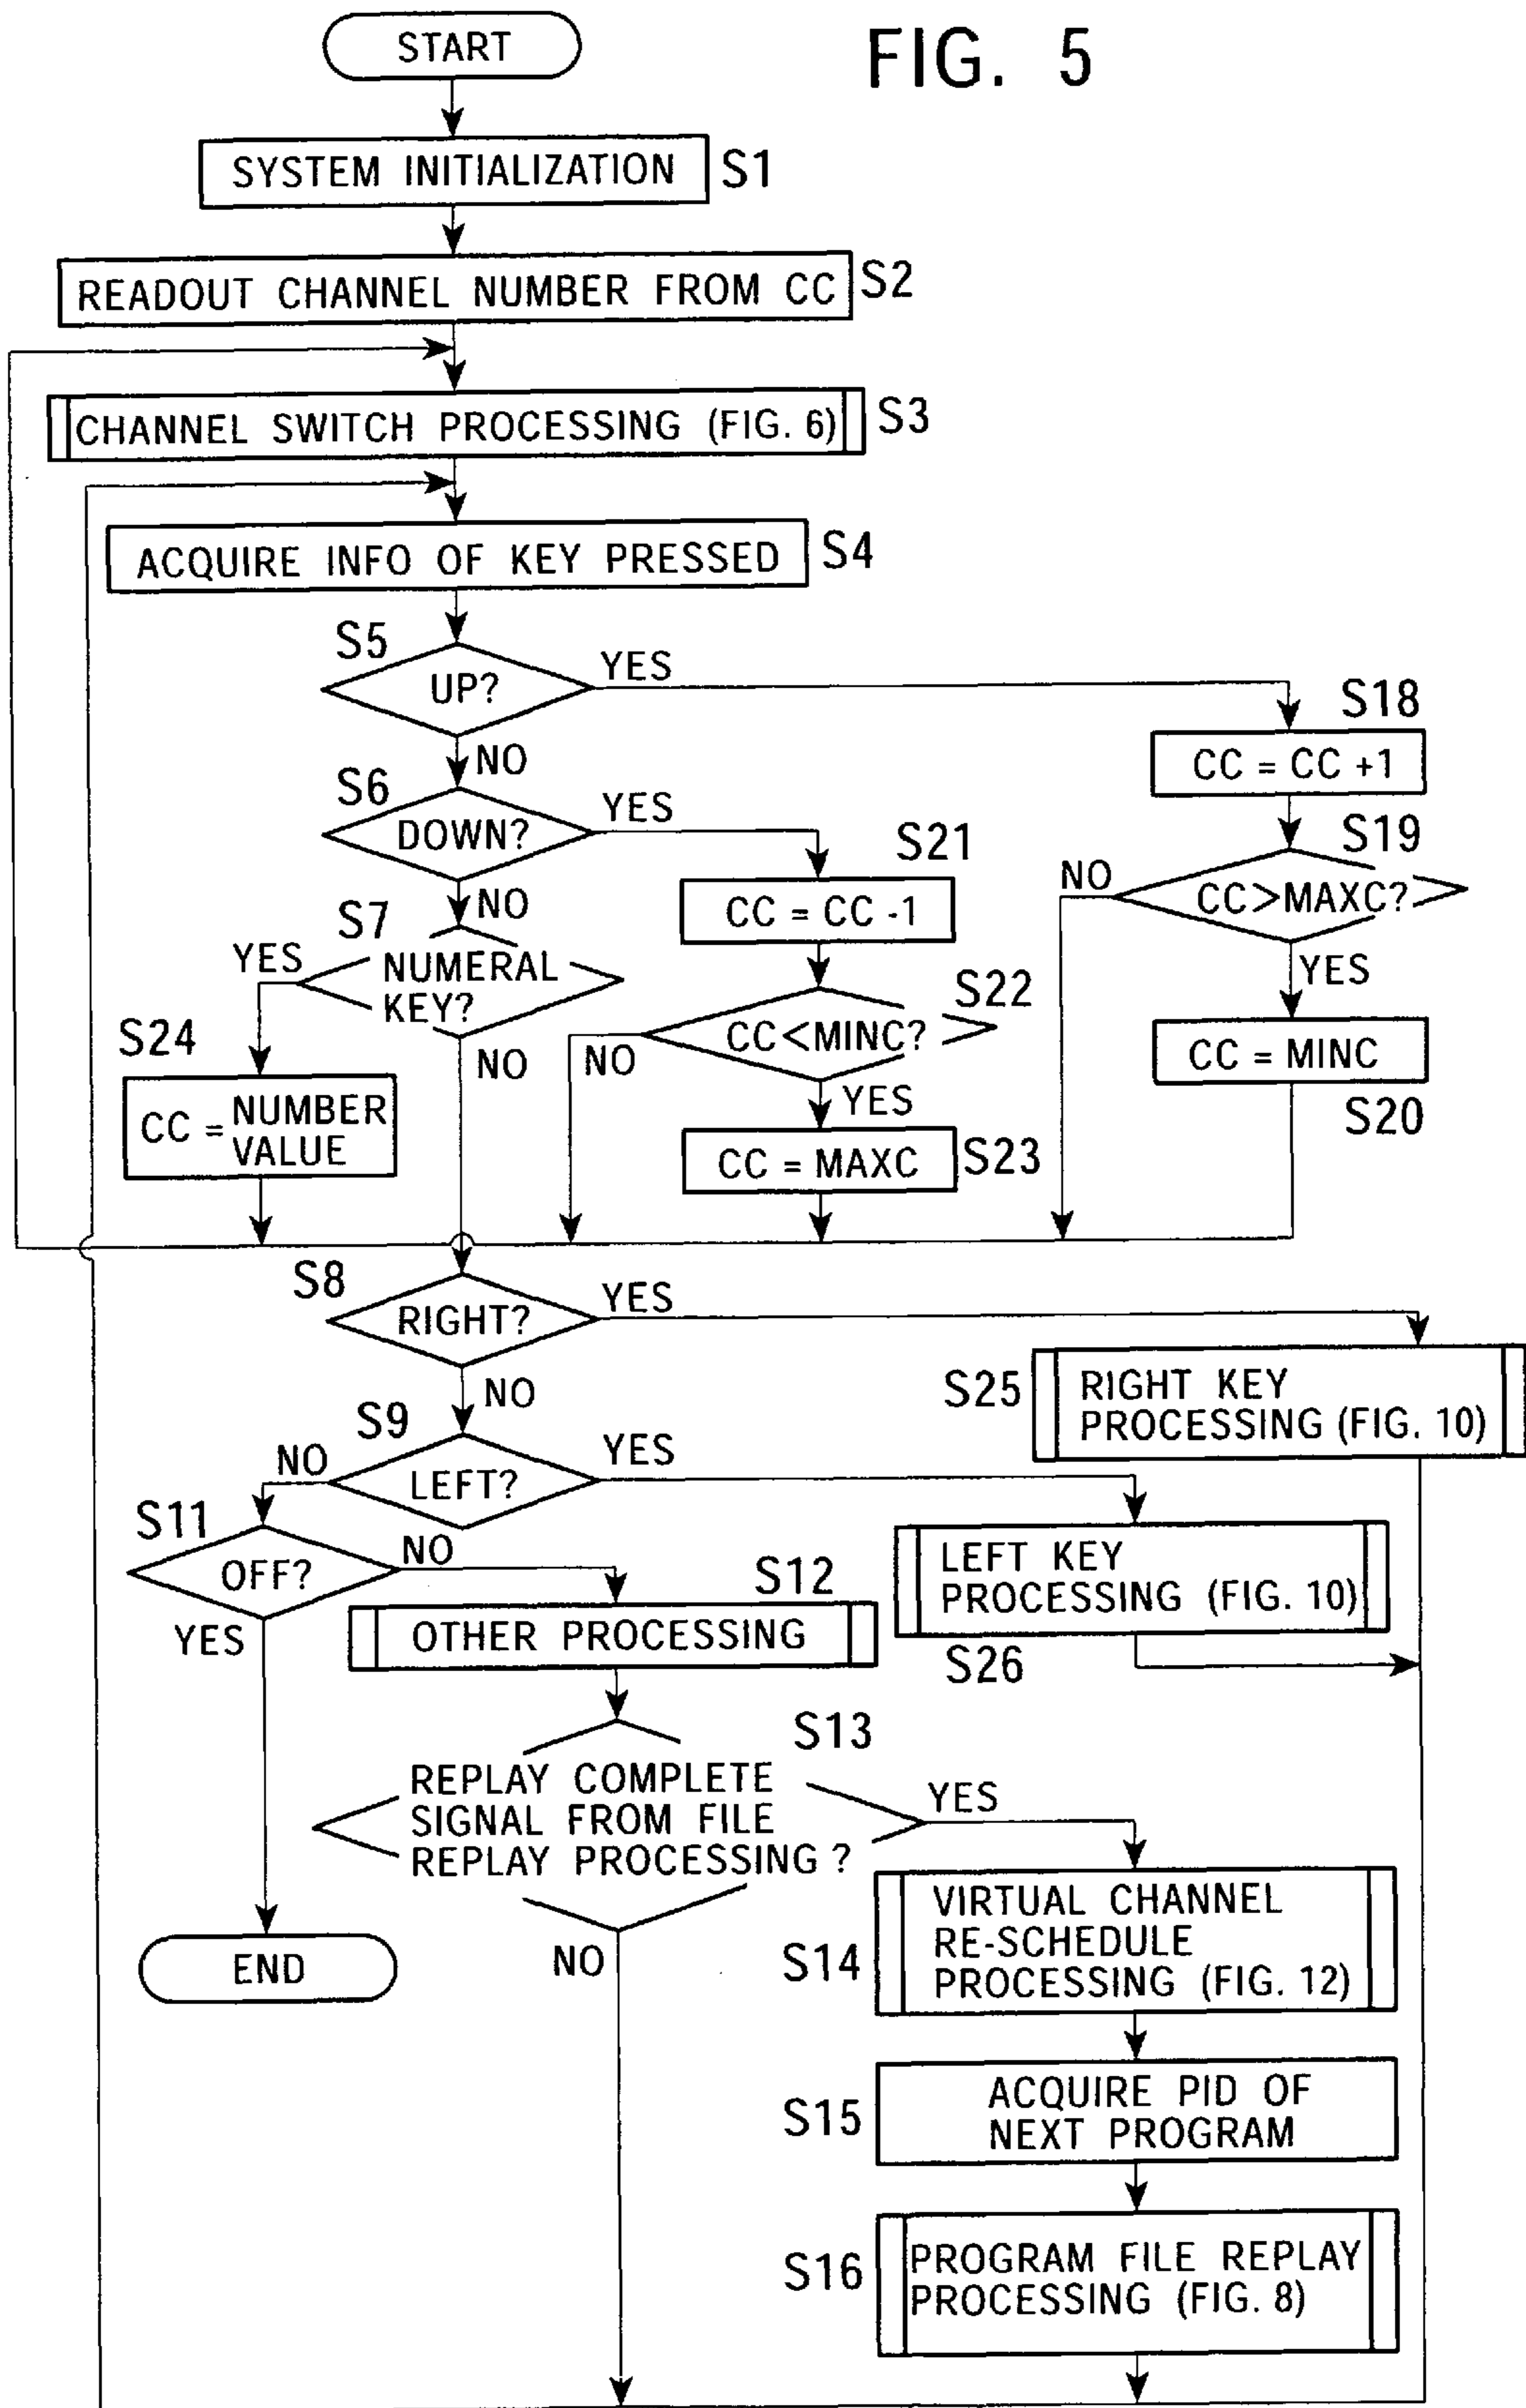 FIG. 5
START
SYSTEM INITIALIZATION S1
READOUT CHANNEL NUMBER FROM CC S2
CHANNEL SWITCH PROCESSING (FIG. 6) S3
ACQUIRE INFO OF KEY PRESSED S4
S5
UP?
YES
NO
S18
CC = CC +1
S6
DOWN?
YES
NO
S21
CC = CC -1
S19
NO
CC>MAXC?
YES
S7
YES
NUMERAL
KEY?
NO
S22
CC<MINC?
NO
YES
CC = MINC
S20
S24
CC = NUMBER
VALUE
CC = MAXC S23
S8
RIGHT?
YES
NO
S25
RIGHT KEY
PROCESSING (FIG. 10)
S9
NO
LEFT?
YES
S11
OFF?
NO
YES
S12
OTHER PROCESSING
LEFT KEY
PROCESSING (FIG. 10)
S26
S13
REPLAY COMPLETE
SIGNAL FROM FILE
REPLAY PROCESSING ?
YES
NO
END
S14
VIRTUAL CHANNEL
RE-SCHEDULE
PROCESSING (FIG. 12)
S15
ACQUIRE PID OF
NEXT PROGRAM
S16
PROGRAM FILE REPLAY
PROCESSING (FIG. 8)